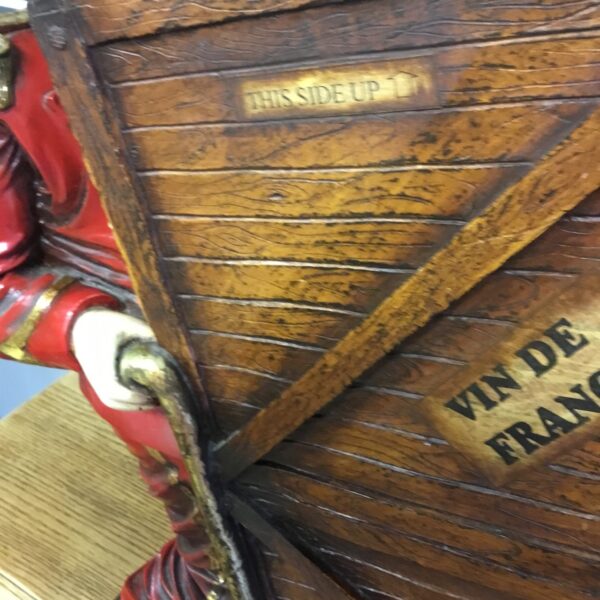 THIS SIDE UP
VIN DE
FRANC